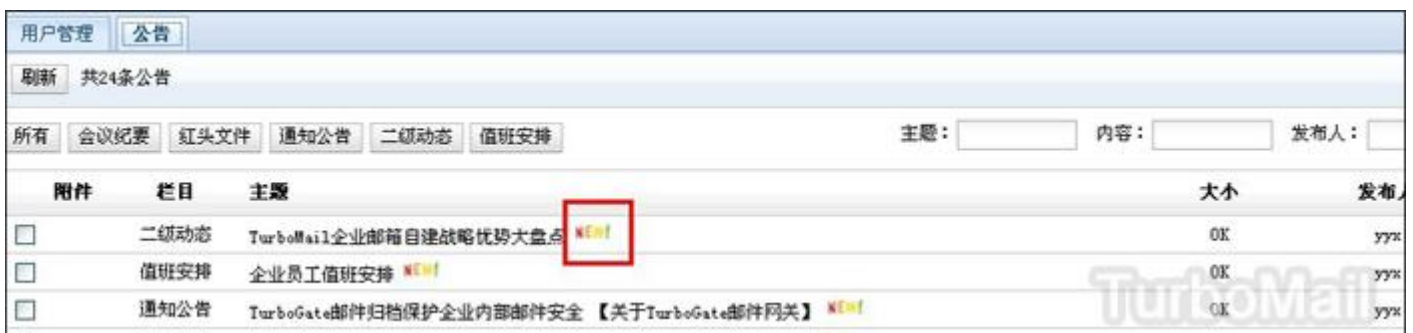 用户管理 公告
刷新 共24条公告
所有 会议纪要 红头文件 通知公告 二级动态 值班安排 主题： 内容： 发布人：
附件 栏目 主题 大小 发布
二级动态 TurboMail企业邮箱自建战略优势大盘点 NEW! 0K yyx
值班安排 企业员工值班安排 NEW! 0K yyx
通知公告 TurboGate邮件归档保护企业内部邮件安全 【关于TurboGate邮件网关】 NEW! 0K yyx
TurboMail